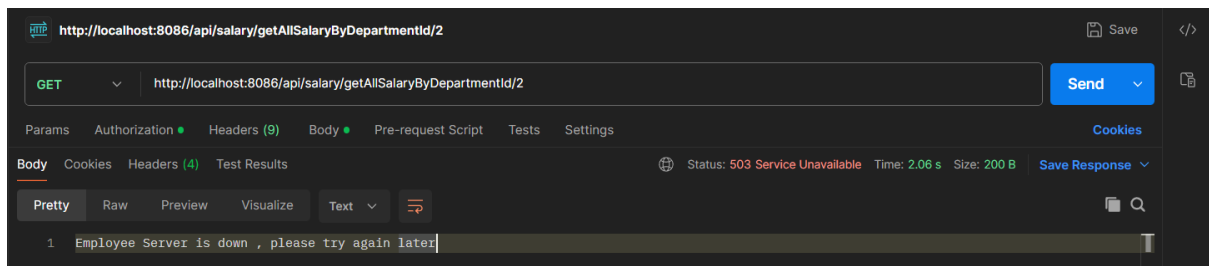 HTTP http://localhost:8086/api/salary/getAllSalaryByDepartmentId/2 Save </>
GET http://localhost:8086/api/salary/getAllSalaryByDepartmentId/2 Send
Params Authorization Headers (9) Body Pre-request Script Tests Settings Cookies
Body Cookies Headers (4) Test Results Status: 503 Service Unavailable Time: 2.06 s Size: 200 B Save Response
Pretty Raw Preview Visualize Text
1 Employee Server is down , please try again later